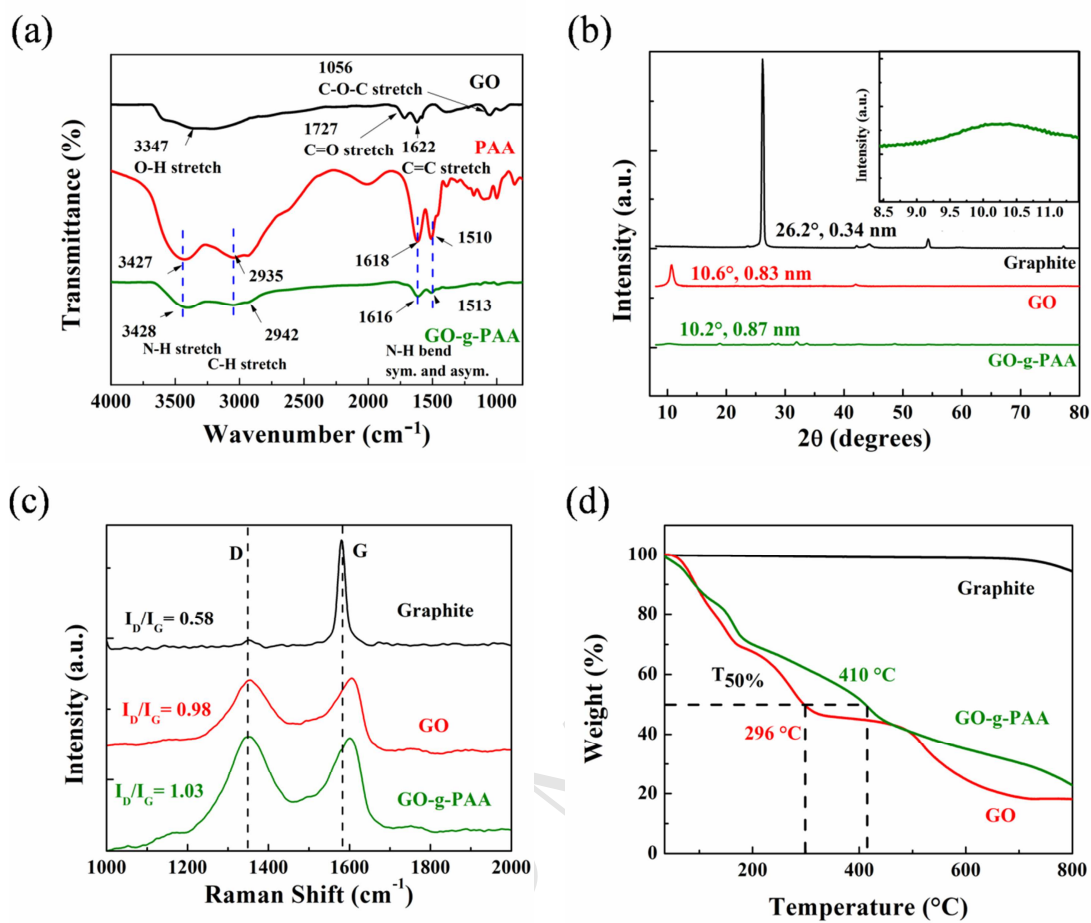 (a)
1056
C-O-C stretch
GO
3347
O-H stretch
1727
C=O stretch
1622
C=C stretch
PAA
3427
2935
1618
1510
3428
N-H stretch
2942
C-H stretch
1616
1513
GO-g-PAA
N-H bend
sym. and asym.
Transmittance (%)
4000 3500 3000 2500 2000 1500 1000
Wavenumber (cm⁻¹)
(b)
Intensity (a.u.)
8.5 9.0 9.5 10.0 10.5 11.0
26.2°, 0.34 nm
Graphite
10.6°, 0.83 nm
GO
10.2°, 0.87 nm
GO-g-PAA
Intensity (a.u.)
10 20 30 40 50 60 70 80
2θ (degrees)
(c)
D
G
I_D/I_G= 0.58
Graphite
I_D/I_G= 0.98
GO
I_D/I_G= 1.03
GO-g-PAA
Intensity (a.u.)
1000 1200 1400 1600 1800 2000
Raman Shift (cm⁻¹)
(d)
100
80
60
40
20
0
Graphite
T50%
410 °C
296 °C
GO-g-PAA
GO
Weight (%)
200 400 600 800
Temperature (°C)